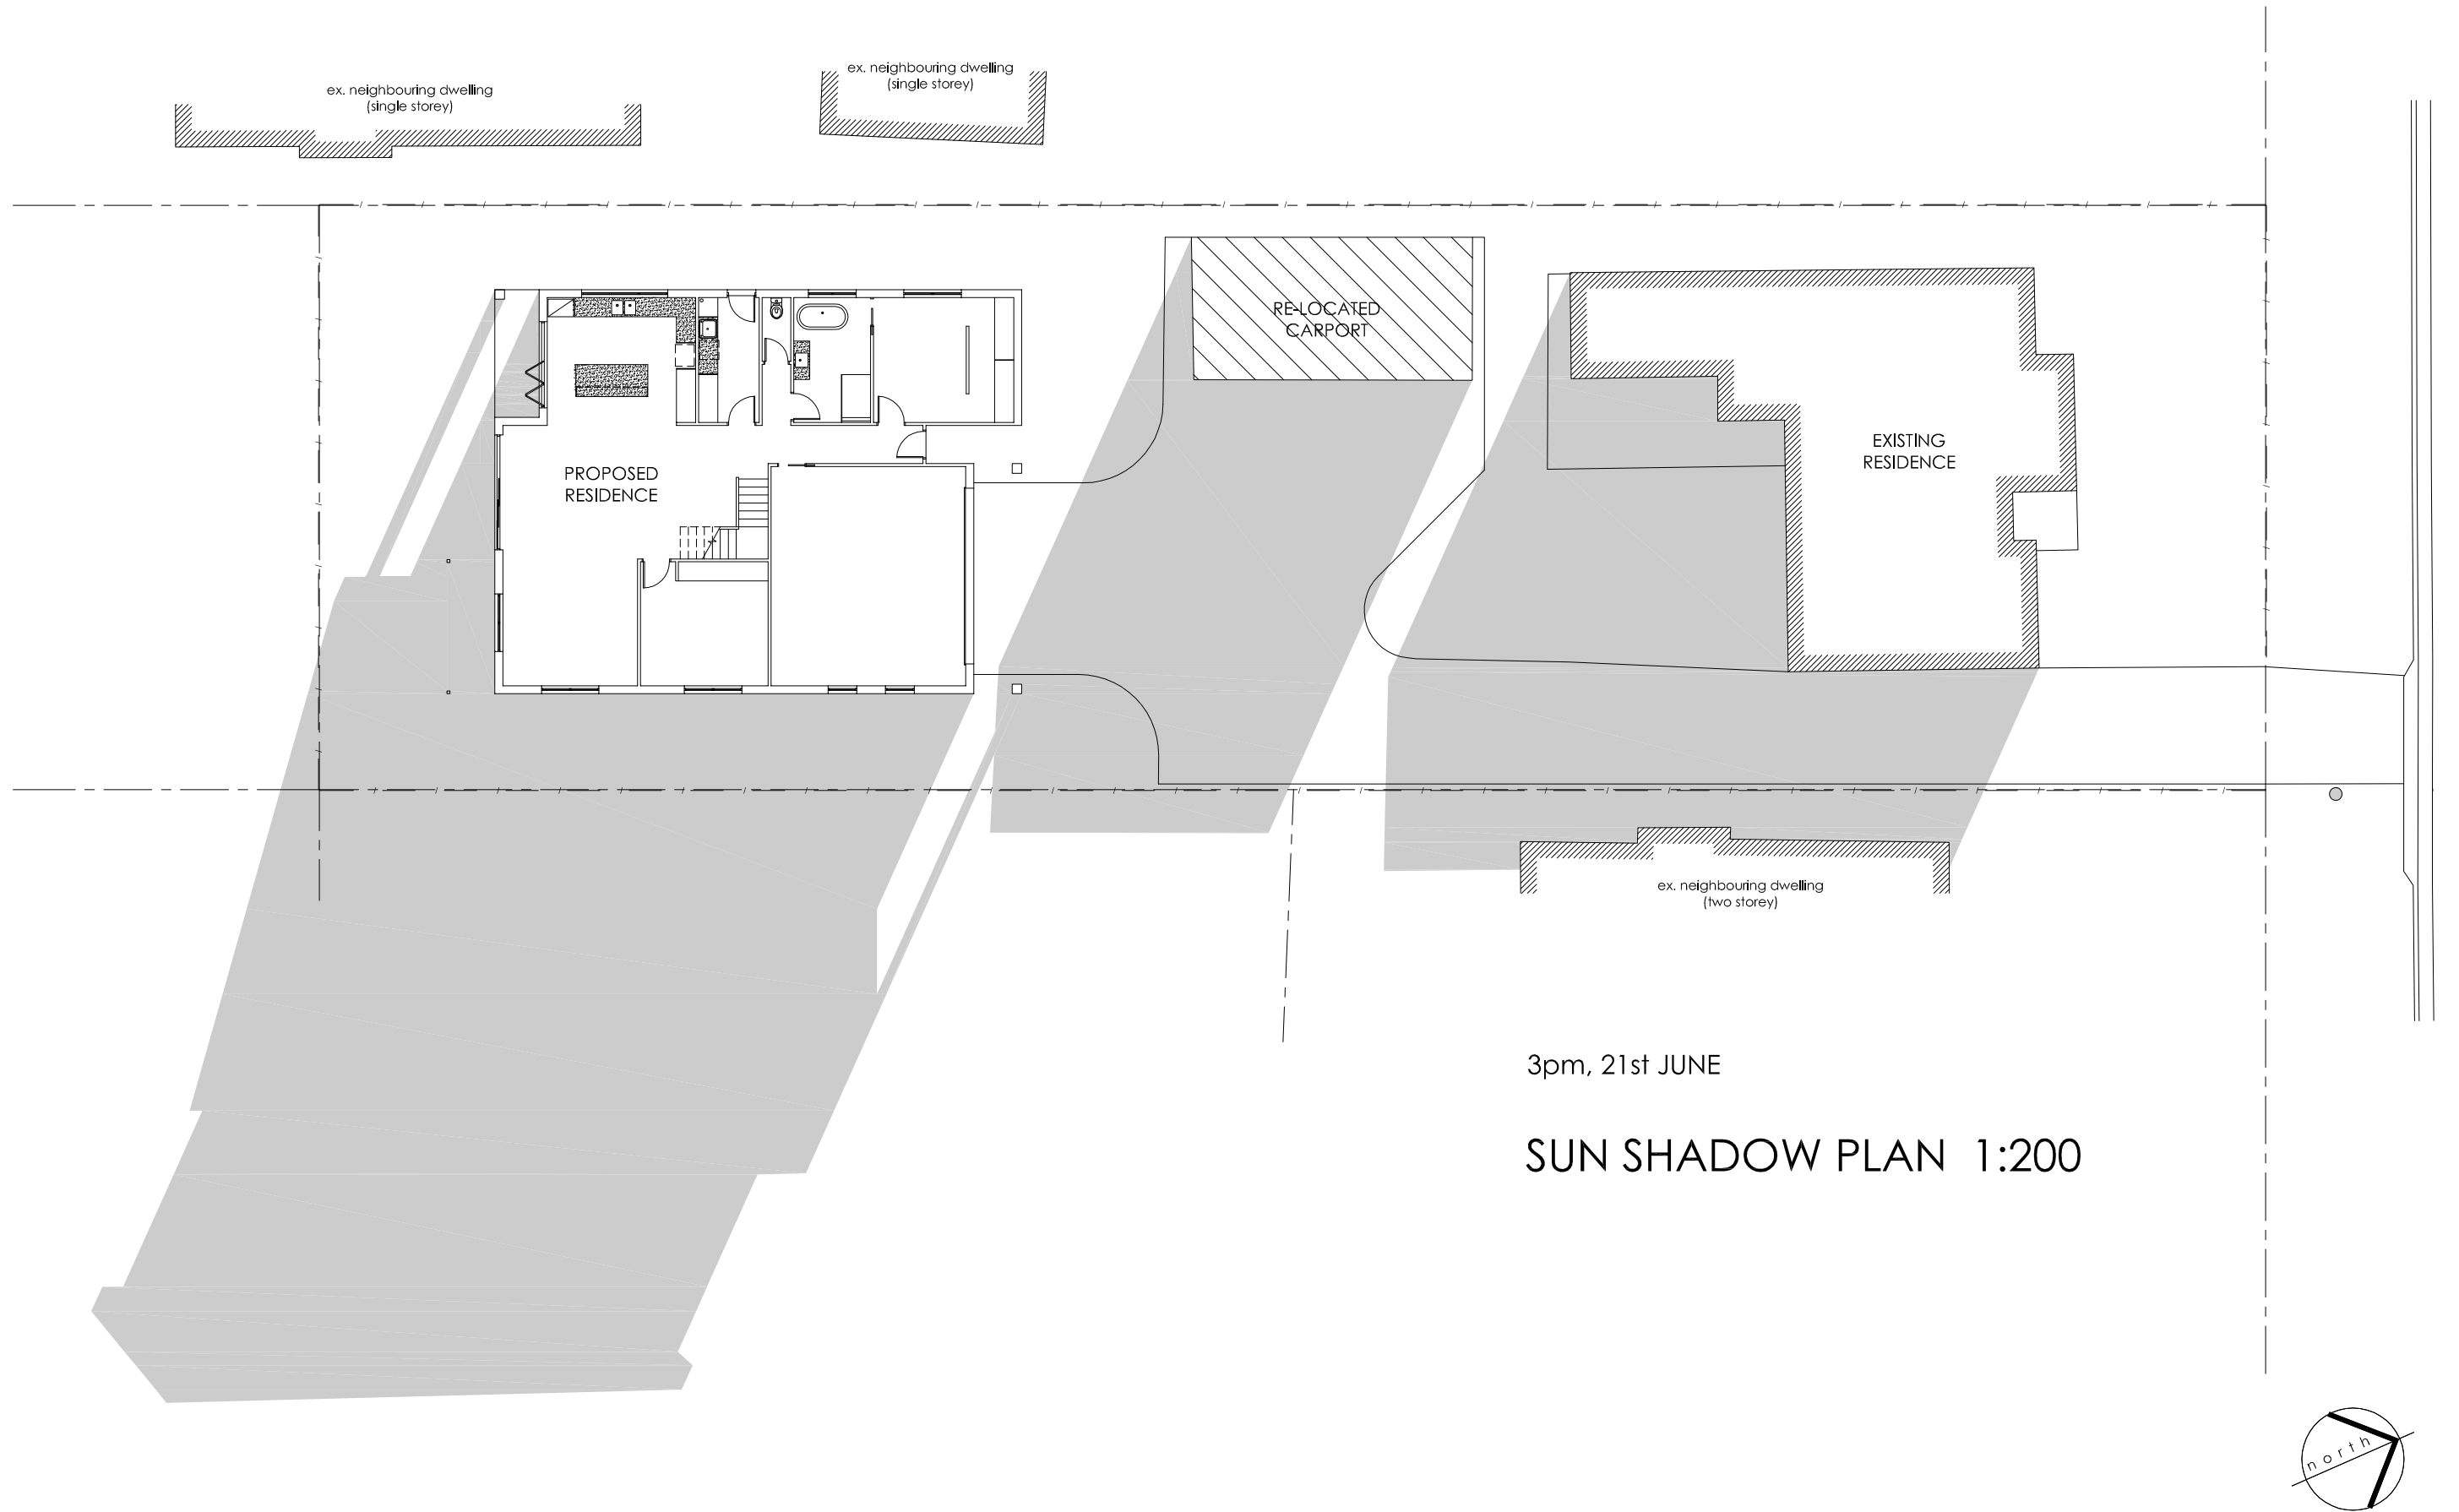 ex. neighbouring dwelling
(single storey)
ex. neighbouring dwelling
(single storey)
RE-LOCATED
CARPORT
EXISTING
RESIDENCE
PROPOSED
RESIDENCE
ex. neighbouring dwelling
(two storey)
3pm, 21st JUNE
SUN SHADOW PLAN 1:200
north